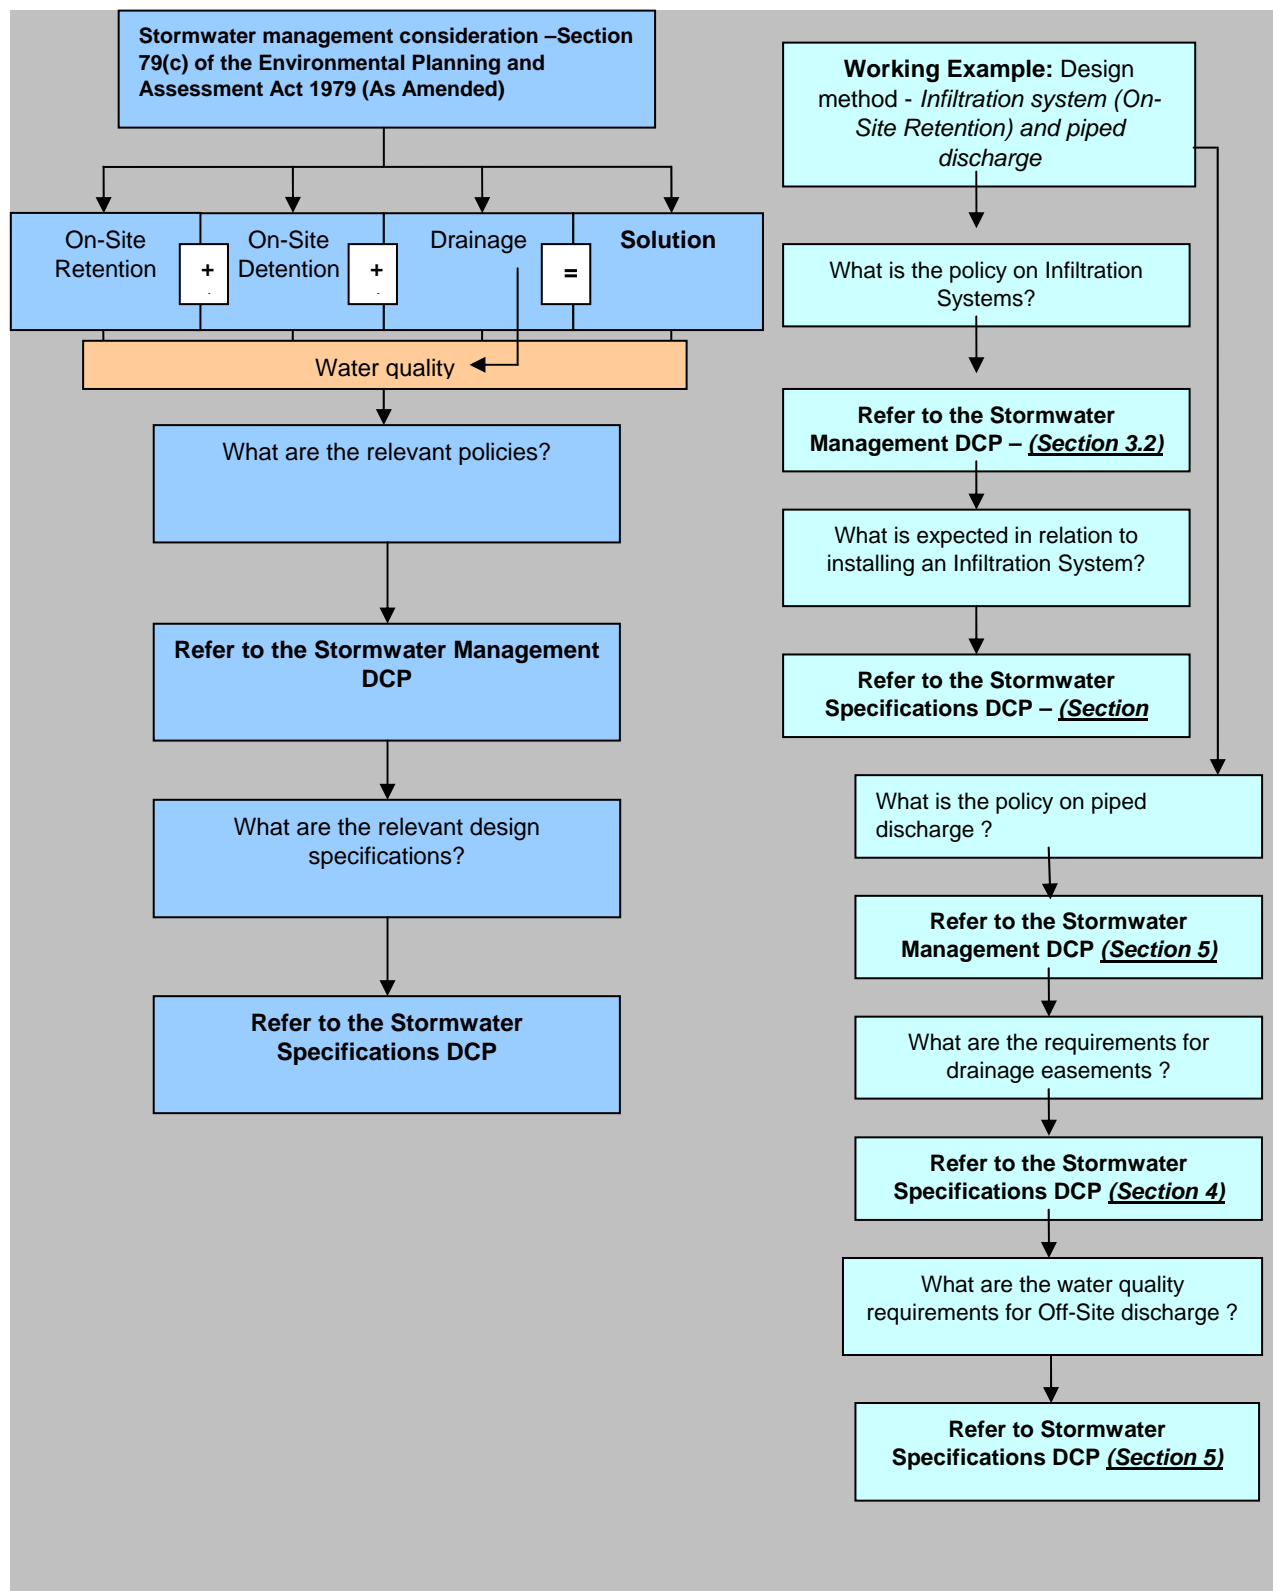 Stormwater management consideration –Section
79(c) of the Environmental Planning and
Assessment Act 1979 (As Amended)
On-Site
Retention
+
On-Site
Detention
+
Drainage
=
Solution
Water quality
What are the relevant policies?
Refer to the Stormwater Management
DCP
What are the relevant design
specifications?
Refer to the Stormwater
Specifications DCP
Working Example: Design
method - Infiltration system (On-
Site Retention) and piped
discharge
What is the policy on Infiltration
Systems?
Refer to the Stormwater
Management DCP – (Section 3.2)
What is expected in relation to
installing an Infiltration System?
Refer to the Stormwater
Specifications DCP – (Section
What is the policy on piped
discharge ?
Refer to the Stormwater
Management DCP (Section 5)
What are the requirements for
drainage easements ?
Refer to the Stormwater
Specifications DCP (Section 4)
What are the water quality
requirements for Off-Site discharge ?
Refer to Stormwater
Specifications DCP (Section 5)